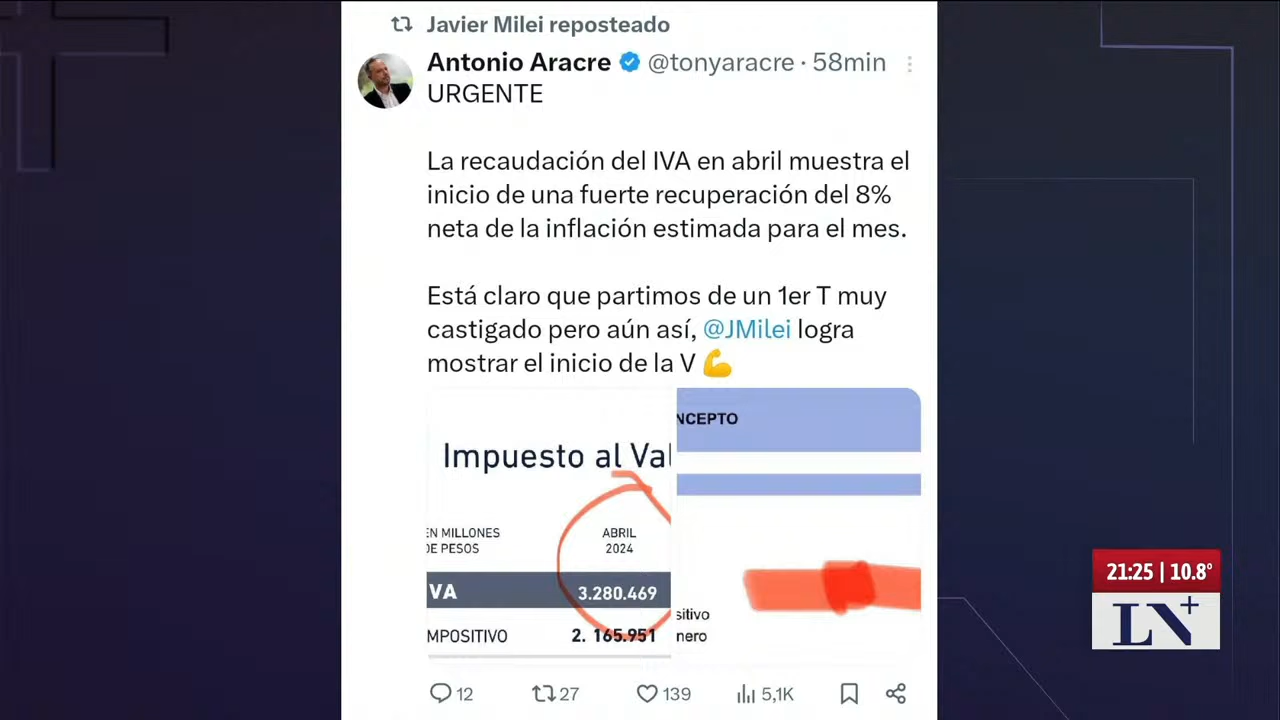 Javier Milei reposteado
Antonio Aracre @tonyaracre · 58min
URGENTE
La recaudación del IVA en abril muestra el
inicio de una fuerte recuperación del 8%
neta de la inflación estimada para el mes.
Está claro que partimos de un 1er T muy
castigado pero aún así, @JMilei logra
mostrar el inicio de la V 💪
NCEPTO
Impuesto al Val
EN MILLONES
DE PESOS
ABRIL
2024
VA 3.280.469
MPOSITIVO 2. 165.951
sitivo
nero
12 27 139 5,1K
21:25 | 10.8°
LN+